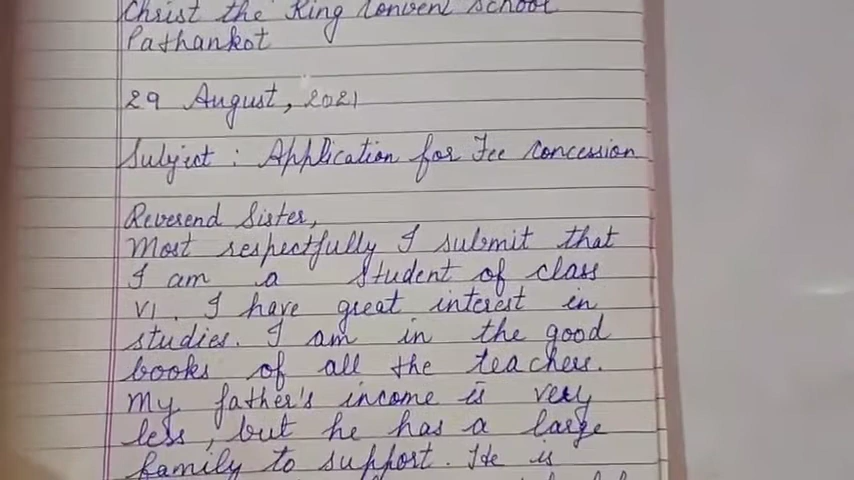 Christ the King Convent School
Pathankot
29 August, 2021
Subject : Application for Fee Concession
Reverend Sister,
Most respectfully I submit that
I am a student of class
VI. I have great interest in
studies. I am in the good
books of all the teachers.
My father's income is very
less, but he has a large
family to support. He is